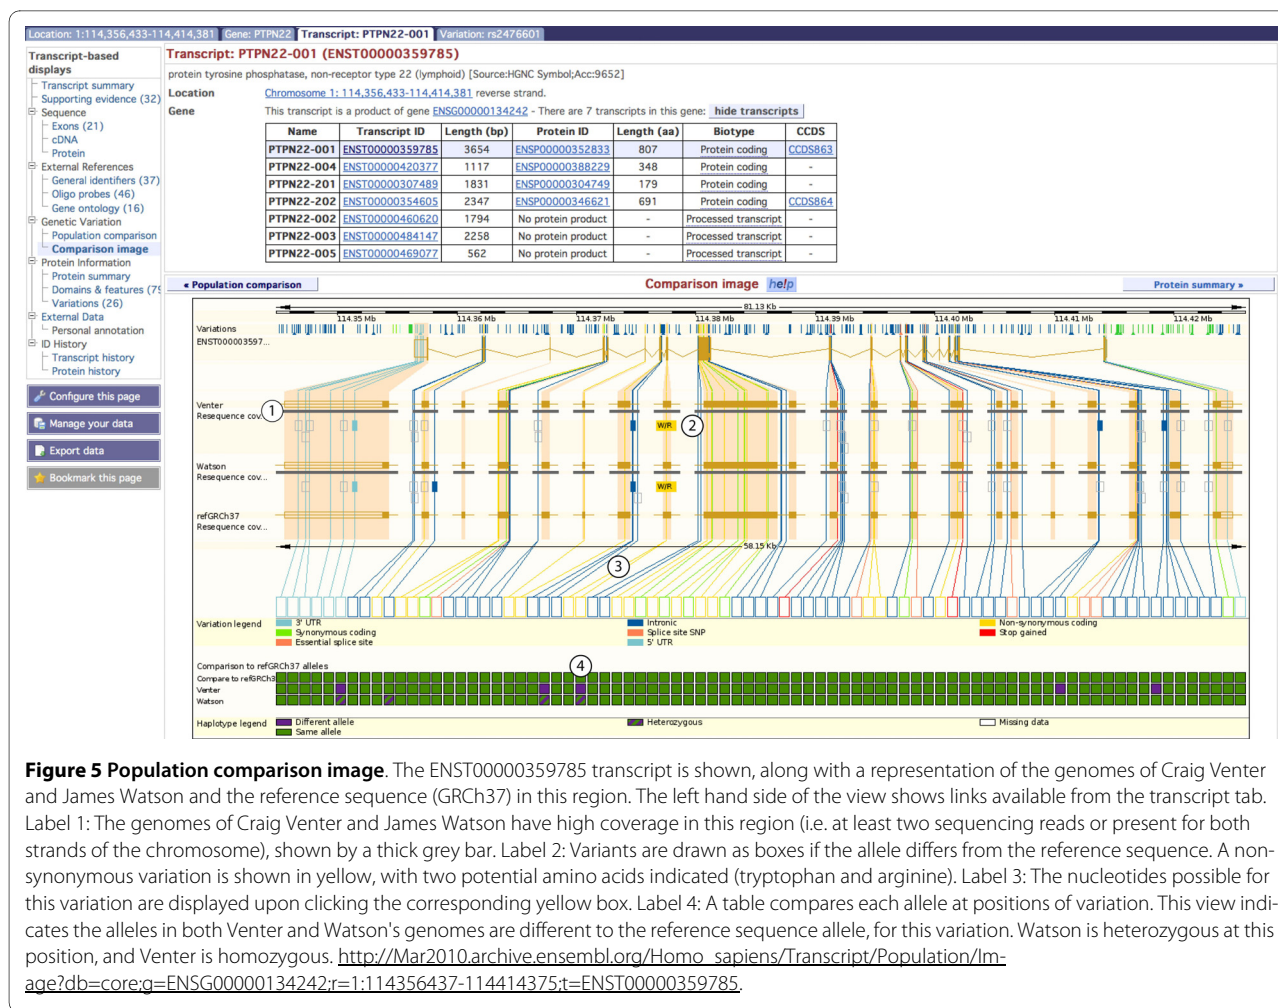 Location: 1:114,356,433-114,414,381 Gene: PTPN22 Transcript: PTPN22-001 Variation: rs2476601
Transcript-based displays
Transcript summary
Supporting evidence (32)
Sequence
Exons (21)
cDNA
Protein
External References
General identifiers (37)
Oligo probes (46)
Gene ontology (16)
Genetic Variation
Population comparison
Comparison image
Protein Information
Protein summary
Domains & features (79
Variations (26)
External Data
Personal annotation
ID History
Transcript history
Protein history
Configure this page
Manage your data
Export data
Bookmark this page
Transcript: PTPN22-001 (ENST00000359785)
protein tyrosine phosphatase, non-receptor type 22 (lymphoid) [Source:HGNC Symbol;Acc:9652]
Location Chromosome 1: 114,356,433-114,414,381 reverse strand.
Gene This transcript is a product of gene ENSG00000134242 - There are 7 transcripts in this gene: hide transcripts
Name Transcript ID Length (bp) Protein ID Length (aa) Biotype CCDS
PTPN22-001 ENST00000359785 3654 ENSP00000352833 807 Protein coding CCDS863
PTPN22-004 ENST00000420377 1117 ENSP00000388229 348 Protein coding -
PTPN22-201 ENST00000307489 1831 ENSP00000304749 179 Protein coding -
PTPN22-202 ENST00000354605 2347 ENSP00000346621 691 Protein coding CCDS864
PTPN22-002 ENST00000460620 1794 No protein product - Processed transcript -
PTPN22-003 ENST00000484147 2258 No protein product - Processed transcript -
PTPN22-005 ENST00000469077 562 No protein product - Processed transcript -
« Population comparison Comparison image help Protein summary »
81.13 Kb
114.35 Mb 114.36 Mb 114.37 Mb 114.38 Mb 114.39 Mb 114.40 Mb 114.41 Mb 114.42 Mb
Variations
ENST000003597...
Venter
1
Resequence cov...
W/R 2
Watson
Resequence cov...
W/R
refGRCh37
Resequence cov...
58.15 Kb
3
Variation legend 3' UTR Intronic Non-synonymous coding
Synonymous coding Splice site SNP Stop gained
Essential splice site 5' UTR
4
Comparison to refGRCh37 alleles
Compare to refGRCh3
Venter
Watson
Haplotype legend Different allele Heterozygous Missing data
Same allele
Figure 5 Population comparison image. The ENST00000359785 transcript is shown, along with a representation of the genomes of Craig Venter
and James Watson and the reference sequence (GRCh37) in this region. The left hand side of the view shows links available from the transcript tab.
Label 1: The genomes of Craig Venter and James Watson have high coverage in this region (i.e. at least two sequencing reads or present for both
strands of the chromosome), shown by a thick grey bar. Label 2: Variants are drawn as boxes if the allele differs from the reference sequence. A non-
synonymous variation is shown in yellow, with two potential amino acids indicated (tryptophan and arginine). Label 3: The nucleotides possible for
this variation are displayed upon clicking the corresponding yellow box. Label 4: A table compares each allele at positions of variation. This view indi-
cates the alleles in both Venter and Watson's genomes are different to the reference sequence allele, for this variation. Watson is heterozygous at this
position, and Venter is homozygous. http://Mar2010.archive.ensembl.org/Homo_sapiens/Transcript/Population/Im-
age?db=core;g=ENSG00000134242;r=1:114356437-114414375;t=ENST00000359785.